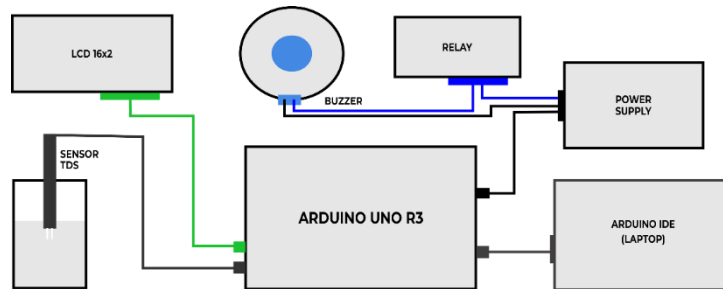 LCD 16x2
RELAY
BUZZER
POWER
SUPPLY
SENSOR
TDS
ARDUINO UNO R3
ARDUINO IDE
(LAPTOP)